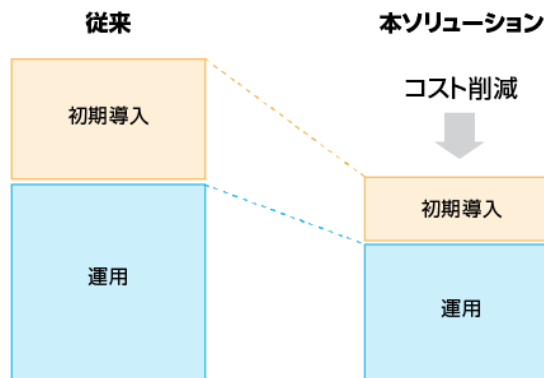 従来
本ソリューション
コスト削減
初期導入
初期導入
運用
運用